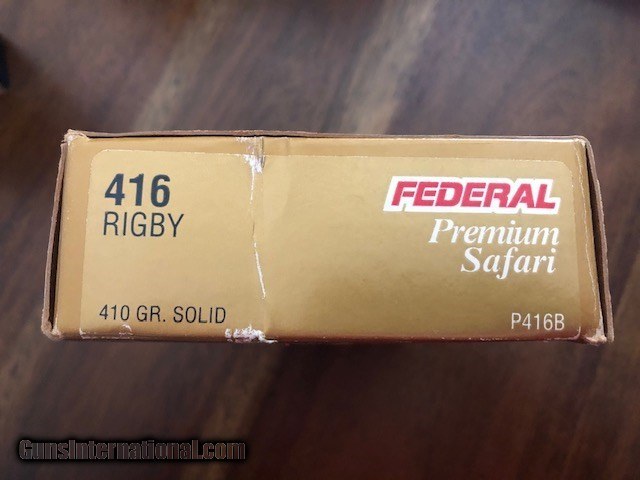 416
RIGBY
410 GR. SOLID
FEDERAL
Premium
Safari
P416B
GunsInternational.com